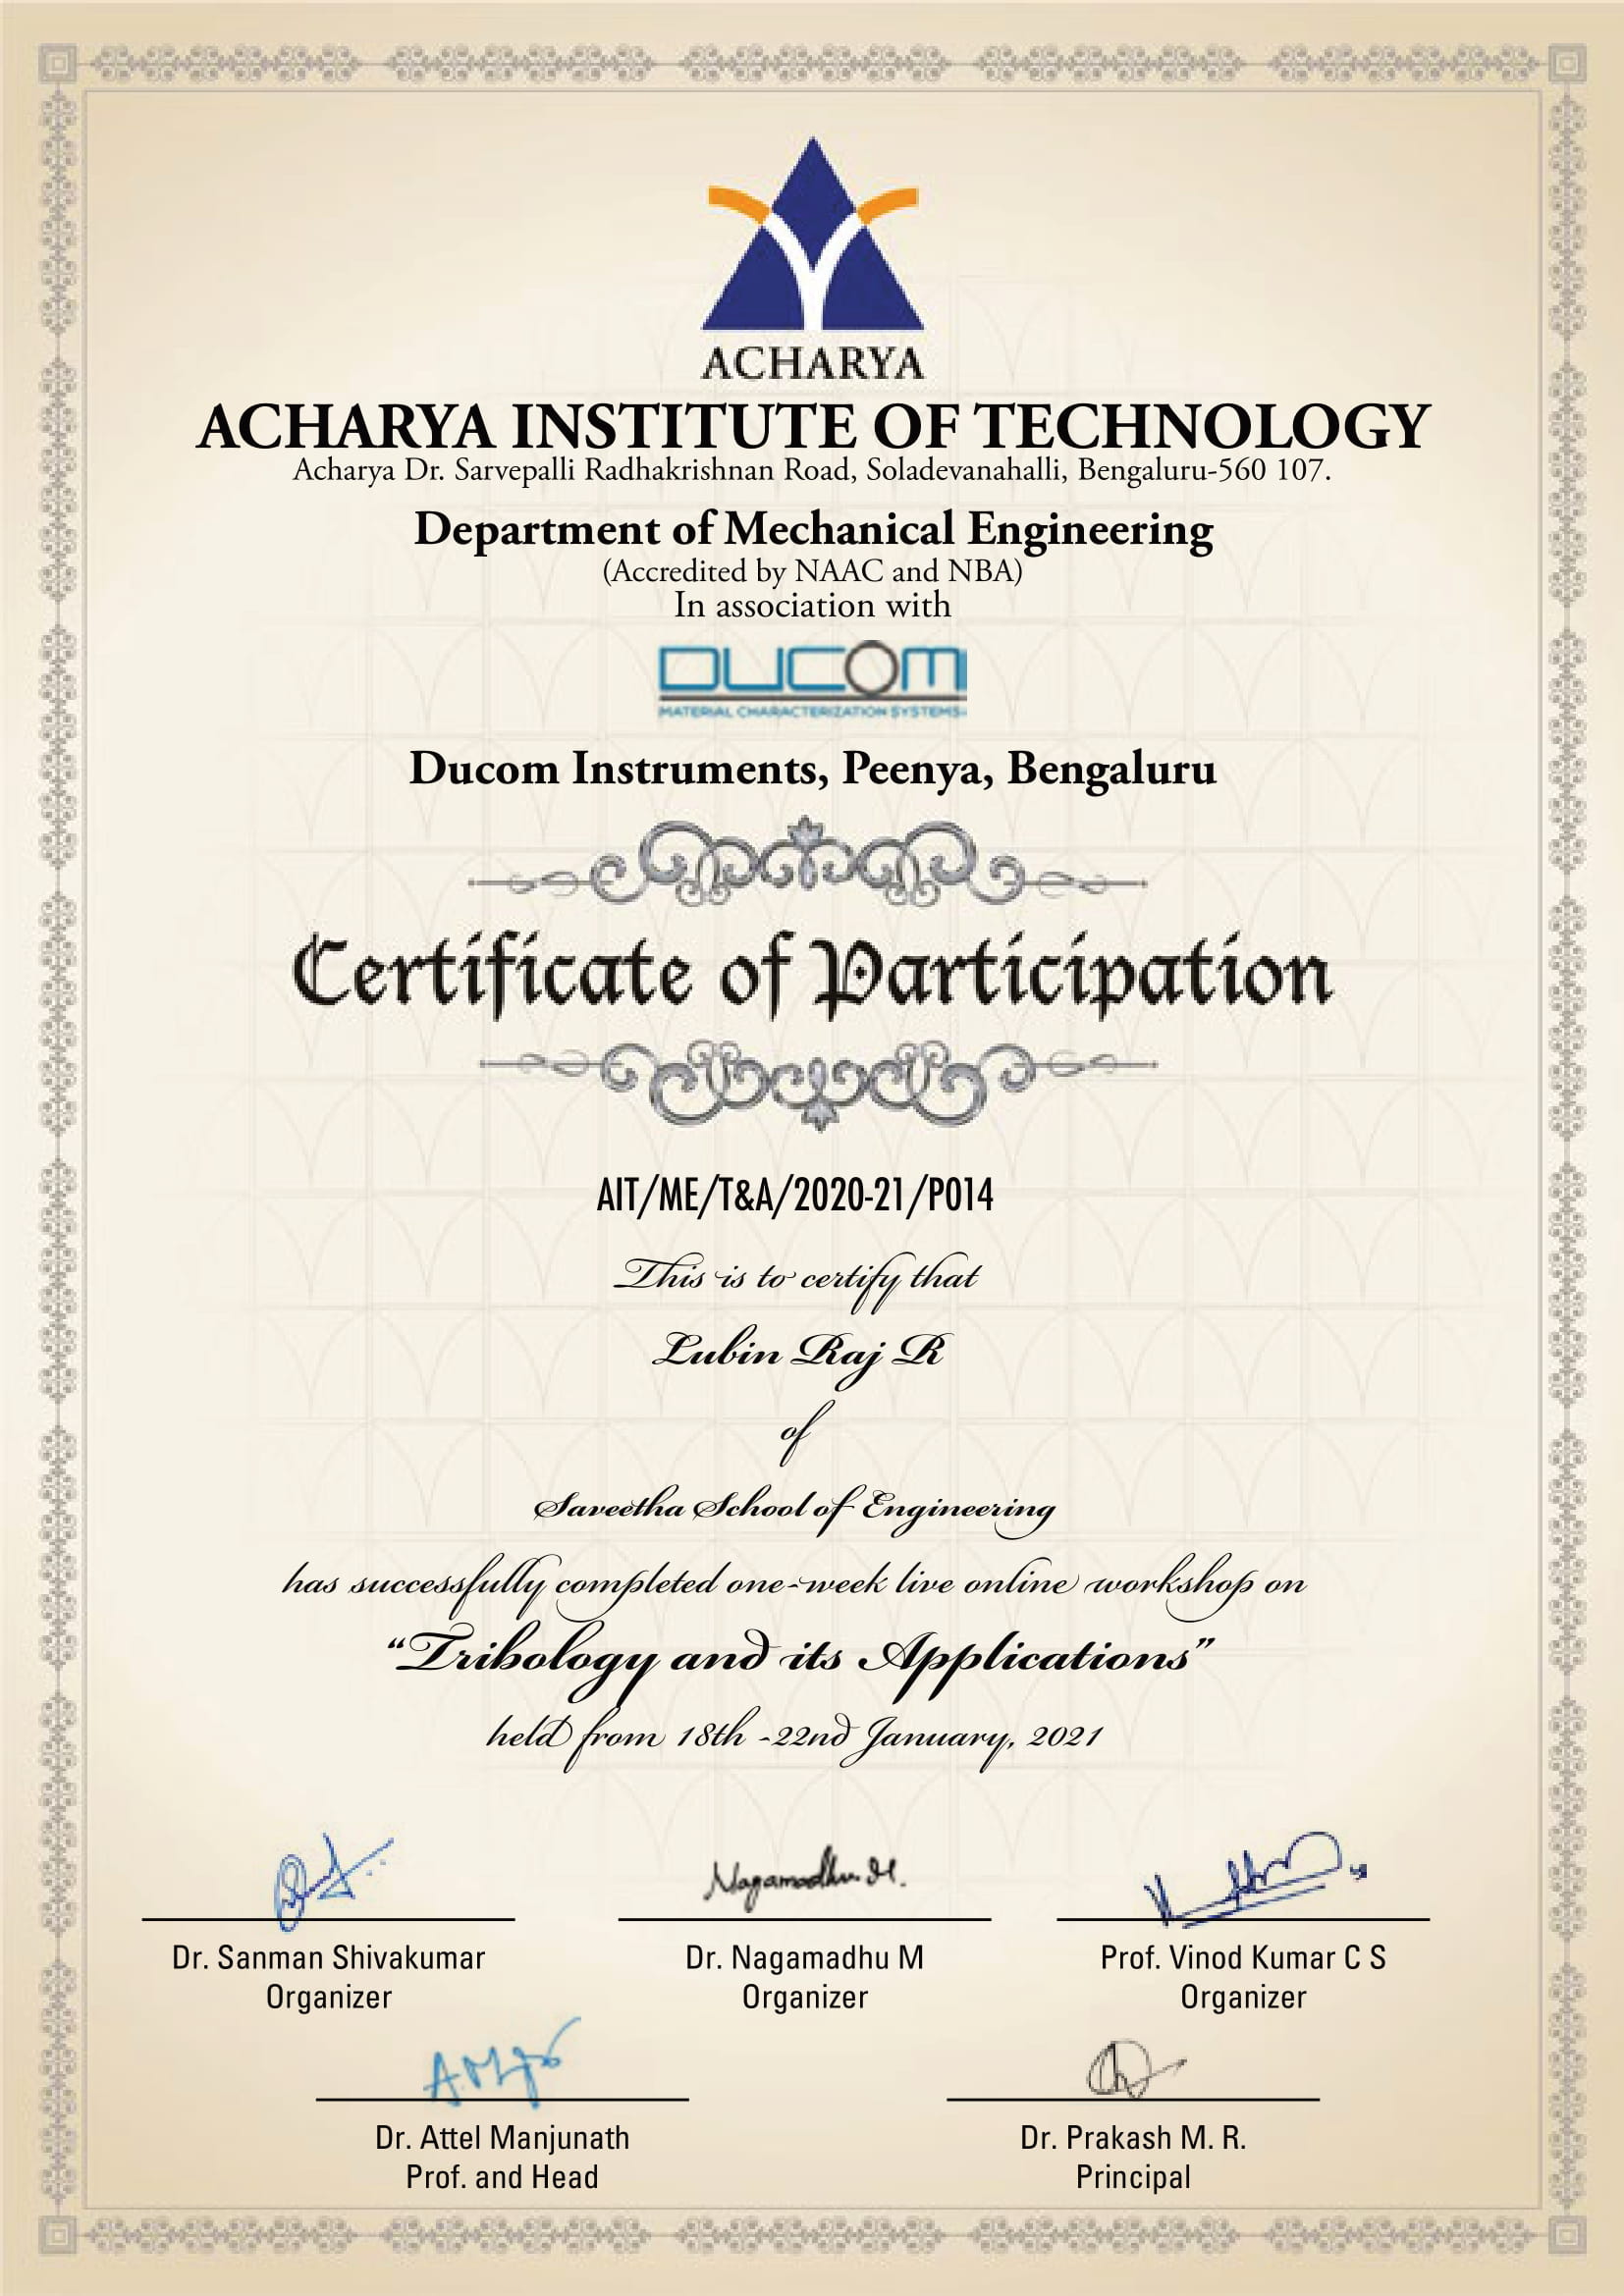 ACHARYA
ACHARYA INSTITUTE OF TECHNOLOGY
Acharya Dr. Sarvepalli Radhakrishnan Road, Soladevanahalli, Bengaluru-560 107.
Department of Mechanical Engineering
(Accredited by NAAC and NBA)
In association with
DUCOM
MATERIAL CHARACTERIZATION SYSTEMS
Ducom Instruments, Peenya, Bengaluru
Certificate of Participation
AIT/ME/T&A/2020-21/P014
This is to certify that
Lubin Raj R
of
Saveetha School of Engineering
has successfully completed one-week live online workshop on
“Tribology and its Applications”
held from 18th -22nd January, 2021
Nagamadhu M.
Dr. Sanman Shivakumar
Dr. Nagamadhu M
Prof. Vinod Kumar C S
Organizer
Organizer
Organizer
Dr. Attel Manjunath
Dr. Prakash M. R.
Prof. and Head
Principal